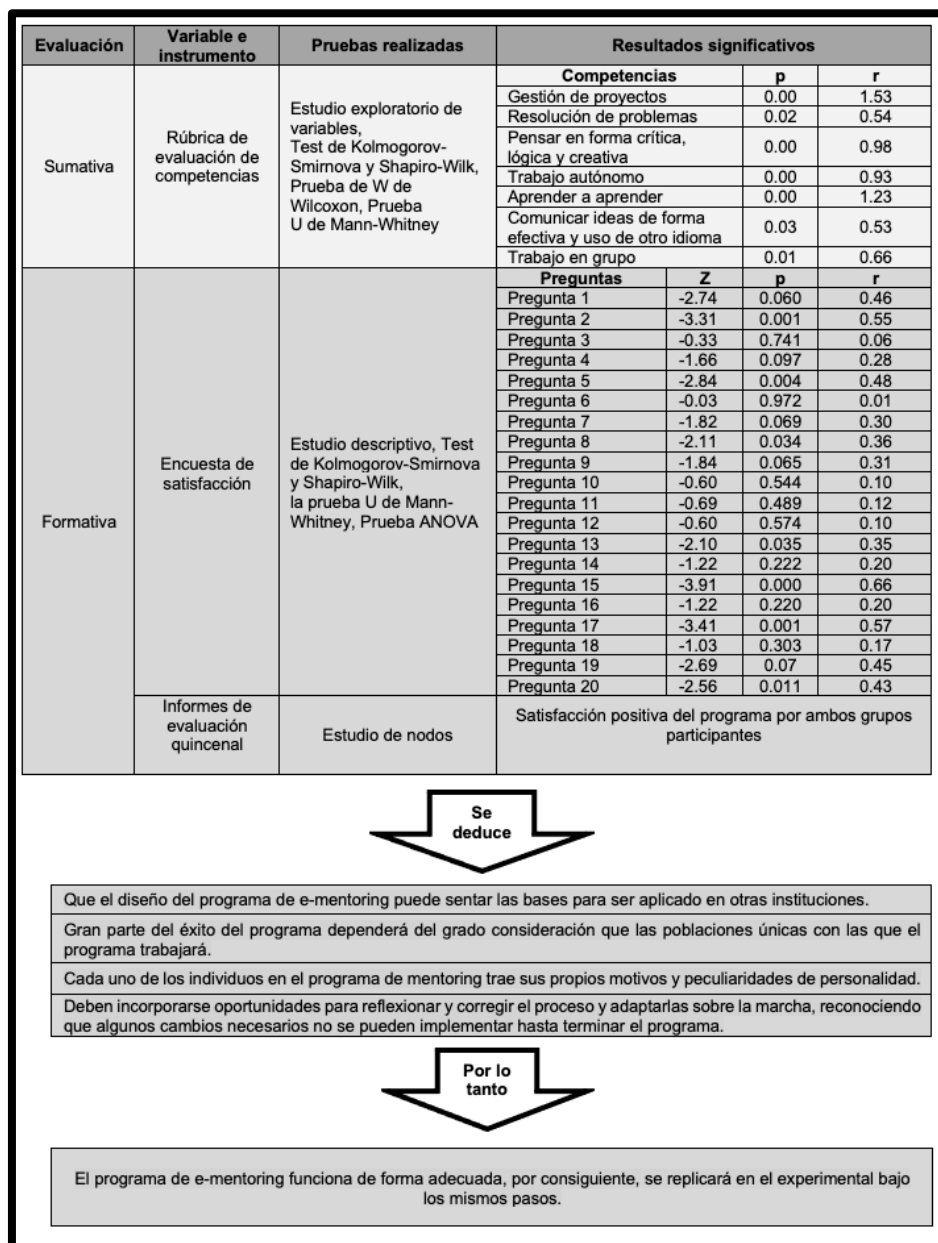 Evaluación Variable e instrumento Pruebas realizadas Resultados significativos
Sumativa
Rúbrica de
evaluación de
competencias
Estudio exploratorio de
variables,
Test de Kolmogorov-
Smirnova y Shapiro-Wilk,
Prueba de W de
Wilcoxon, Prueba
U de Mann-Whitney
Competencias p r
Gestión de proyectos 0.00 1.53
Resolución de problemas 0.02 0.54
Pensar en forma crítica,
lógica y creativa 0.00 0.98
Trabajo autónomo 0.00 0.93
Aprender a aprender 0.00 1.23
Comunicar ideas de forma
efectiva y uso de otro idioma 0.03 0.53
Trabajo en grupo 0.01 0.66
Formativa
Encuesta de
satisfacción
Estudio descriptivo, Test
de Kolmogorov-Smirnova
y Shapiro-Wilk,
la prueba U de Mann-
Whitney, Prueba ANOVA
Preguntas Z p r
Pregunta 1 -2.74 0.060 0.46
Pregunta 2 -3.31 0.001 0.55
Pregunta 3 -0.33 0.741 0.06
Pregunta 4 -1.66 0.097 0.28
Pregunta 5 -2.84 0.004 0.48
Pregunta 6 -0.03 0.972 0.01
Pregunta 7 -1.82 0.069 0.30
Pregunta 8 -2.11 0.034 0.36
Pregunta 9 -1.84 0.065 0.31
Pregunta 10 -0.60 0.544 0.10
Pregunta 11 -0.69 0.489 0.12
Pregunta 12 -0.60 0.574 0.10
Pregunta 13 -2.10 0.035 0.35
Pregunta 14 -1.22 0.222 0.20
Pregunta 15 -3.91 0.000 0.66
Pregunta 16 -1.22 0.220 0.20
Pregunta 17 -3.41 0.001 0.57
Pregunta 18 -1.03 0.303 0.17
Pregunta 19 -2.69 0.07 0.45
Pregunta 20 -2.56 0.011 0.43
Informes de
evaluación
quincenal
Estudio de nodos
Satisfacción positiva del programa por ambos grupos
participantes
Se
deduce
Que el diseño del programa de e-mentoring puede sentar las bases para ser aplicado en otras instituciones.
Gran parte del éxito del programa dependerá del grado consideración que las poblaciones únicas con las que el
programa trabajará.
Cada uno de los individuos en el programa de mentoring trae sus propios motivos y peculiaridades de personalidad.
Deben incorporarse oportunidades para reflexionar y corregir el proceso y adaptarlas sobre la marcha, reconociendo
que algunos cambios necesarios no se pueden implementar hasta terminar el programa.
Por lo
tanto
El programa de e-mentoring funciona de forma adecuada, por consiguiente, se replicará en el experimental bajo
los mismos pasos.